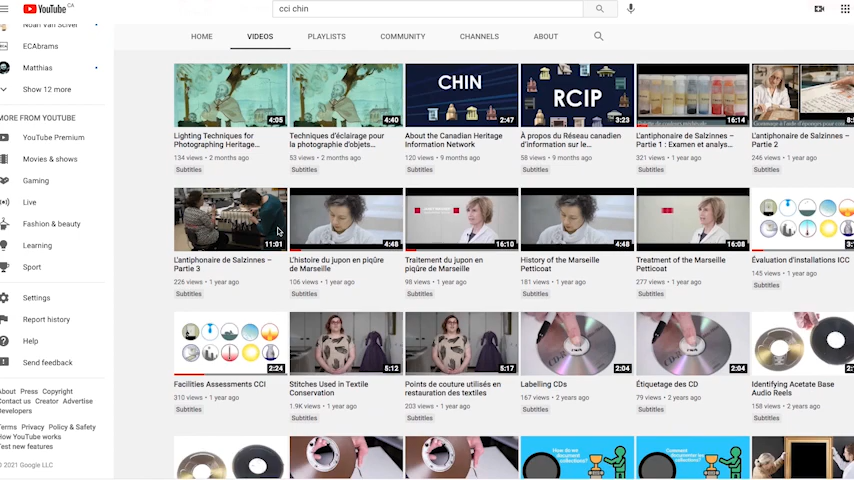 YouTube CA
cci chin
Noah Van Sciver
ECAbrams
Matthias
Show 12 more
MORE FROM YOUTUBE
YouTube Premium
Movies & shows
Gaming
Live
Fashion & beauty
Learning
Sport
Settings
Report history
Help
Send feedback
About Press Copyright
Contact us Creator Advertise
Developers
Terms Privacy Policy & Safety
How YouTube works
Test new features
© 2021 Google LLC
HOME VIDEOS PLAYLISTS COMMUNITY CHANNELS ABOUT
4:05
Lighting Techniques for
Photographing Heritage...
134 views • 2 months ago
Subtitles
4:40
Techniques d'éclairage pour
la photographie d'objets...
53 views • 2 months ago
Subtitles
CHIN
2:47
About the Canadian Heritage
Information Network
120 views • 9 months ago
Subtitles
RCIP
3:23
À propos du Réseau canadien
d'information sur le...
58 views • 9 months ago
Subtitles
16:14
L'antiphonaire de Salzinnes –
Partie 1 : Examen et analys...
321 views • 1 year ago
Subtitles
L'antiphonaire de Salzinnes –
Partie 2
246 views • 1 year ago
Subtitles
11:01
L'antiphonaire de Salzinnes –
Partie 3
226 views • 1 year ago
Subtitles
4:48
L'histoire du jupon en piqûre
de Marseille
106 views • 1 year ago
Subtitles
16:10
Traitement du jupon en
piqûre de Marseille
98 views • 1 year ago
Subtitles
4:48
History of the Marseille
Petticoat
181 views • 1 year ago
Subtitles
16:08
Treatment of the Marseille
Petticoat
277 views • 1 year ago
Subtitles
Évaluation d'installations ICC
145 views • 1 year ago
Subtitles
2:24
Facilities Assessments CCI
310 views • 1 year ago
Subtitles
5:12
Stitches Used in Textile
Conservation
1.9K views • 1 year ago
Subtitles
5:17
Points de couture utilisés en
restauration des textiles
203 views • 1 year ago
Subtitles
2:04
Labelling CDs
167 views • 2 years ago
Subtitles
2:04
Étiquetage des CD
79 views • 2 years ago
Subtitles
Identifying Acetate Base
Audio Reels
158 views • 2 years ago
Subtitles
How do we
document
collections?